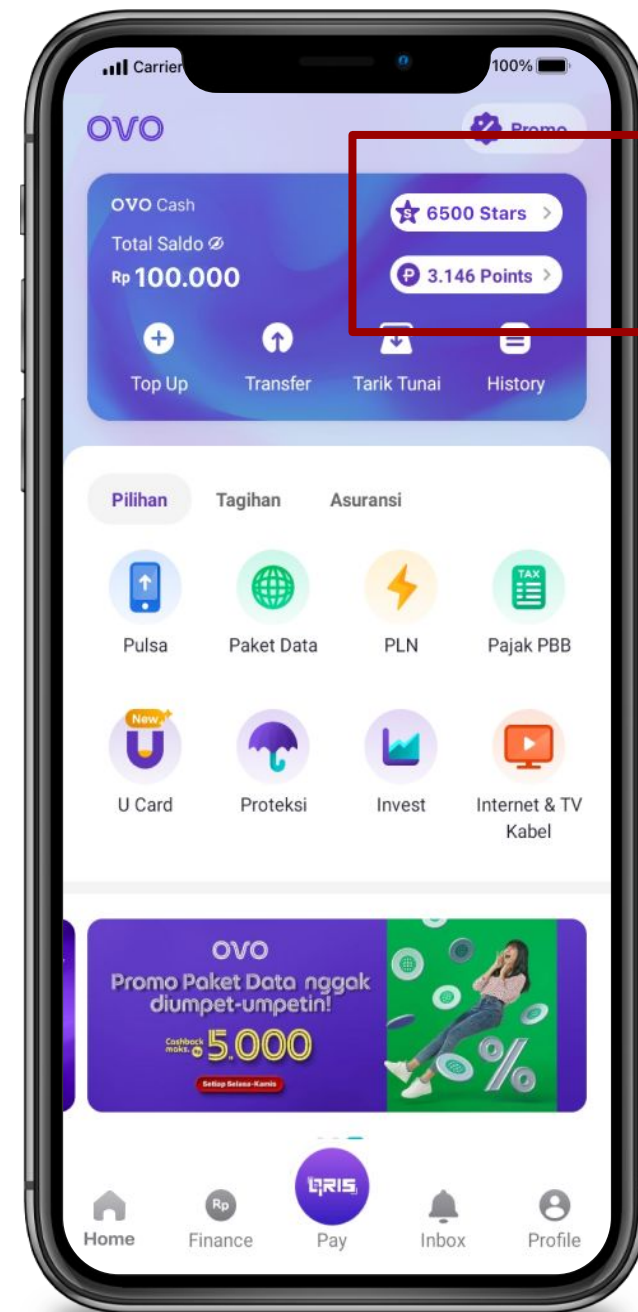 Carrier
100%
OVO
Promo
OVO Cash
6500 Stars
Total Saldo
Rp 100.000
3.146 Points
Top Up
Transfer
Tarik Tunai
History
Pilihan
Tagihan
Asuransi
TAX
Pulsa
Paket Data
PLN
Pajak PBB
New
U Card
Proteksi
Invest
Internet & TV
Kabel
OVO
Promo Paket Data nggak
diumpet-umpetin!
Cashback
maks. Rp 5.000
Setiap Selasa-Kamis
%
Rp
QRIS
Home
Finance
Pay
Inbox
Profile